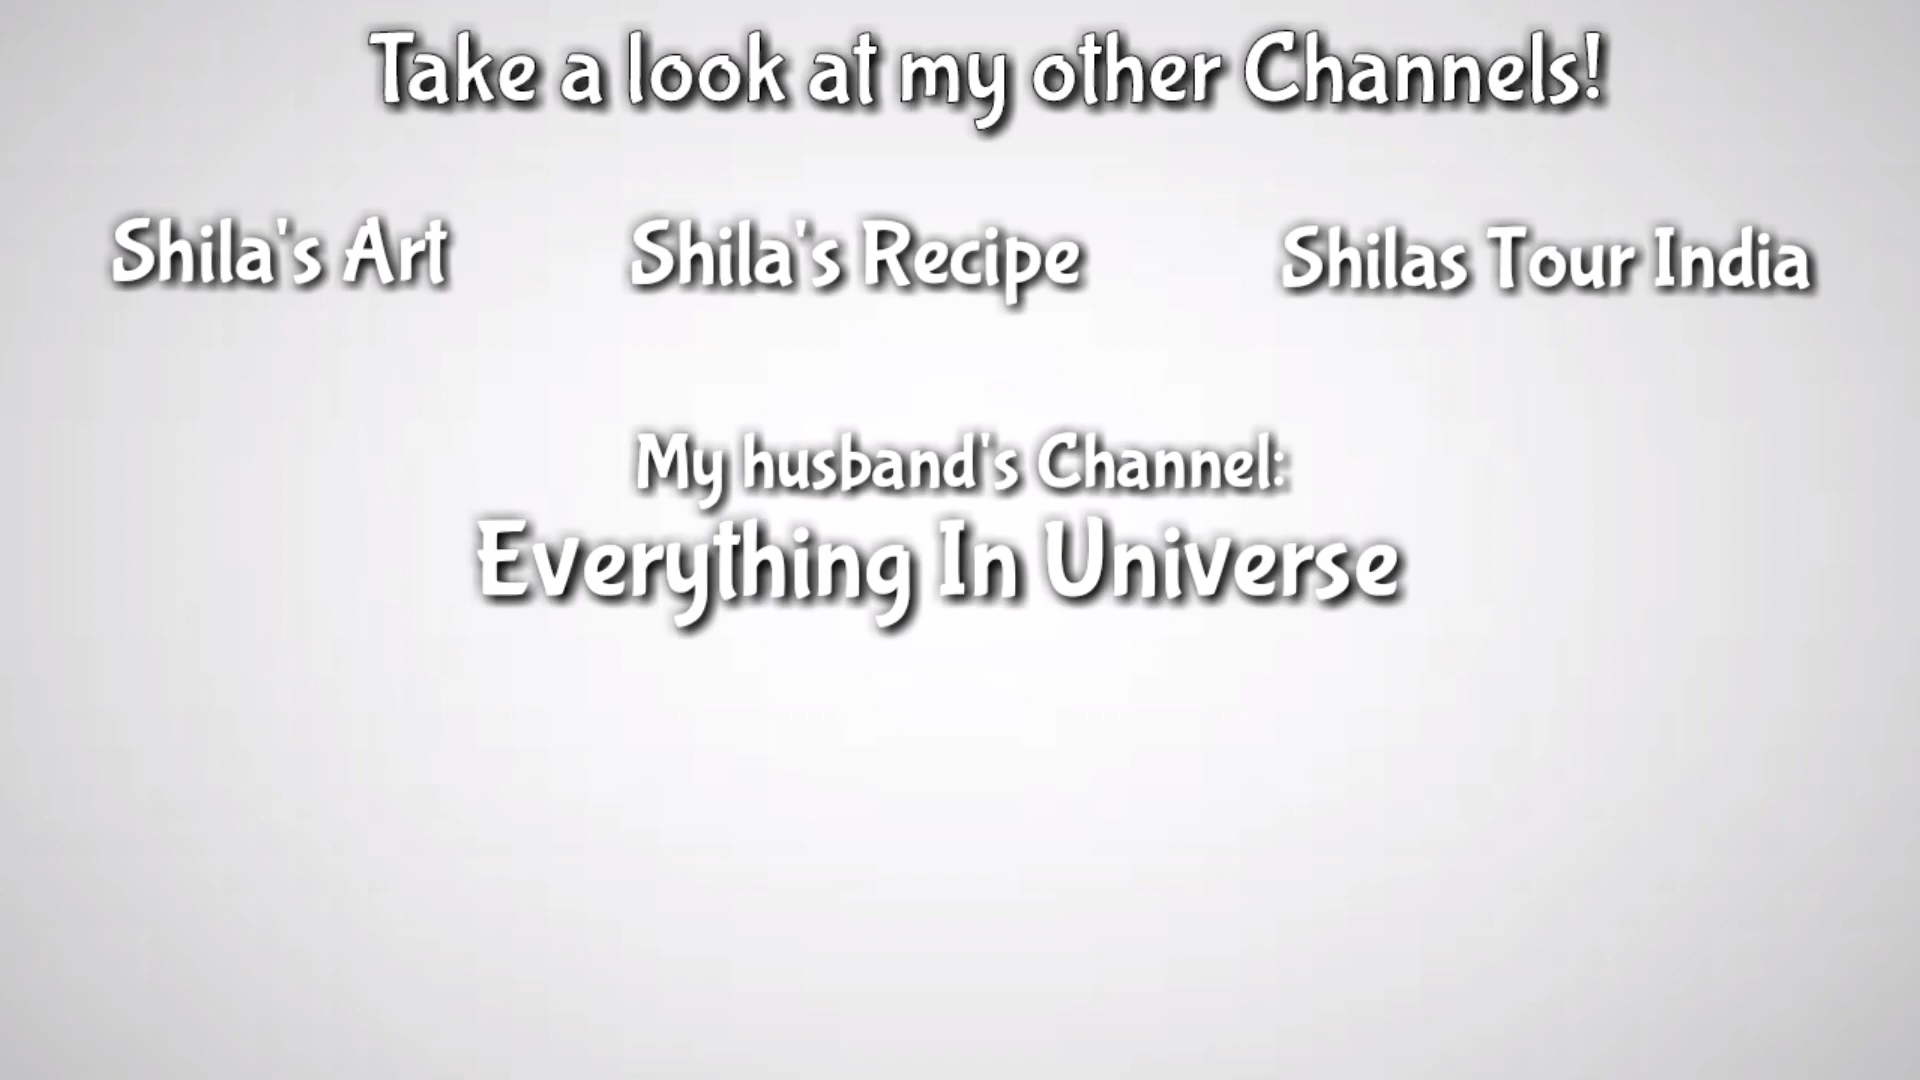 Take a look at my other Channels!
Shila's Art Shila's Recipe Shilas Tour India
My husband's Channel:
Everything In Universe